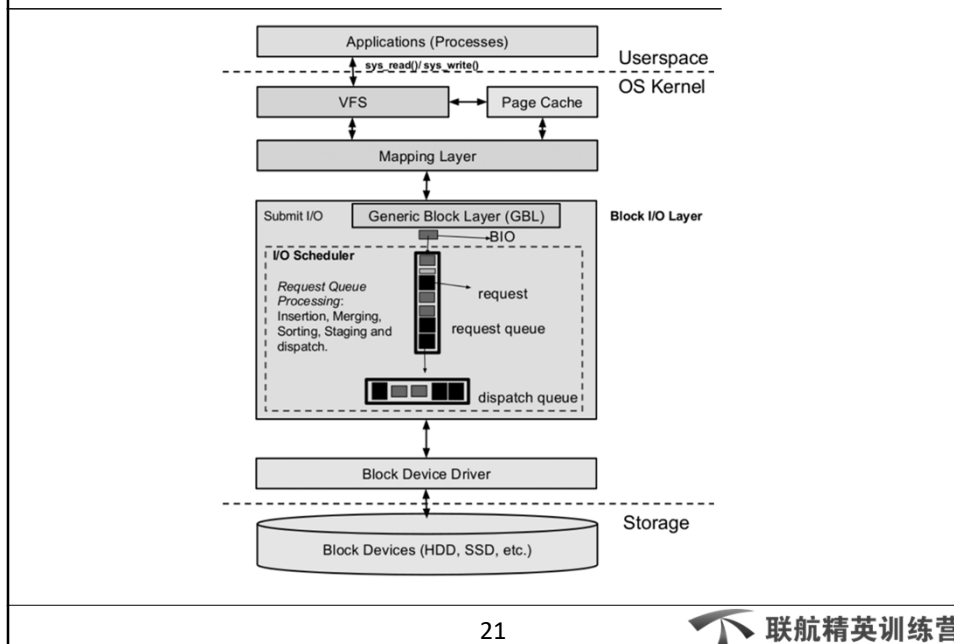 Applications (Processes)
sys_read()/ sys_write()
Userspace
OS Kernel
VFS
Page Cache
Mapping Layer
Submit I/O
Generic Block Layer (GBL)
Block I/O Layer
BIO
I/O Scheduler
Request Queue
Processing:
Insertion, Merging,
Sorting, Staging and
dispatch.
request
request queue
dispatch queue
Block Device Driver
Storage
Block Devices (HDD, SSD, etc.)
21
联航精英训练营